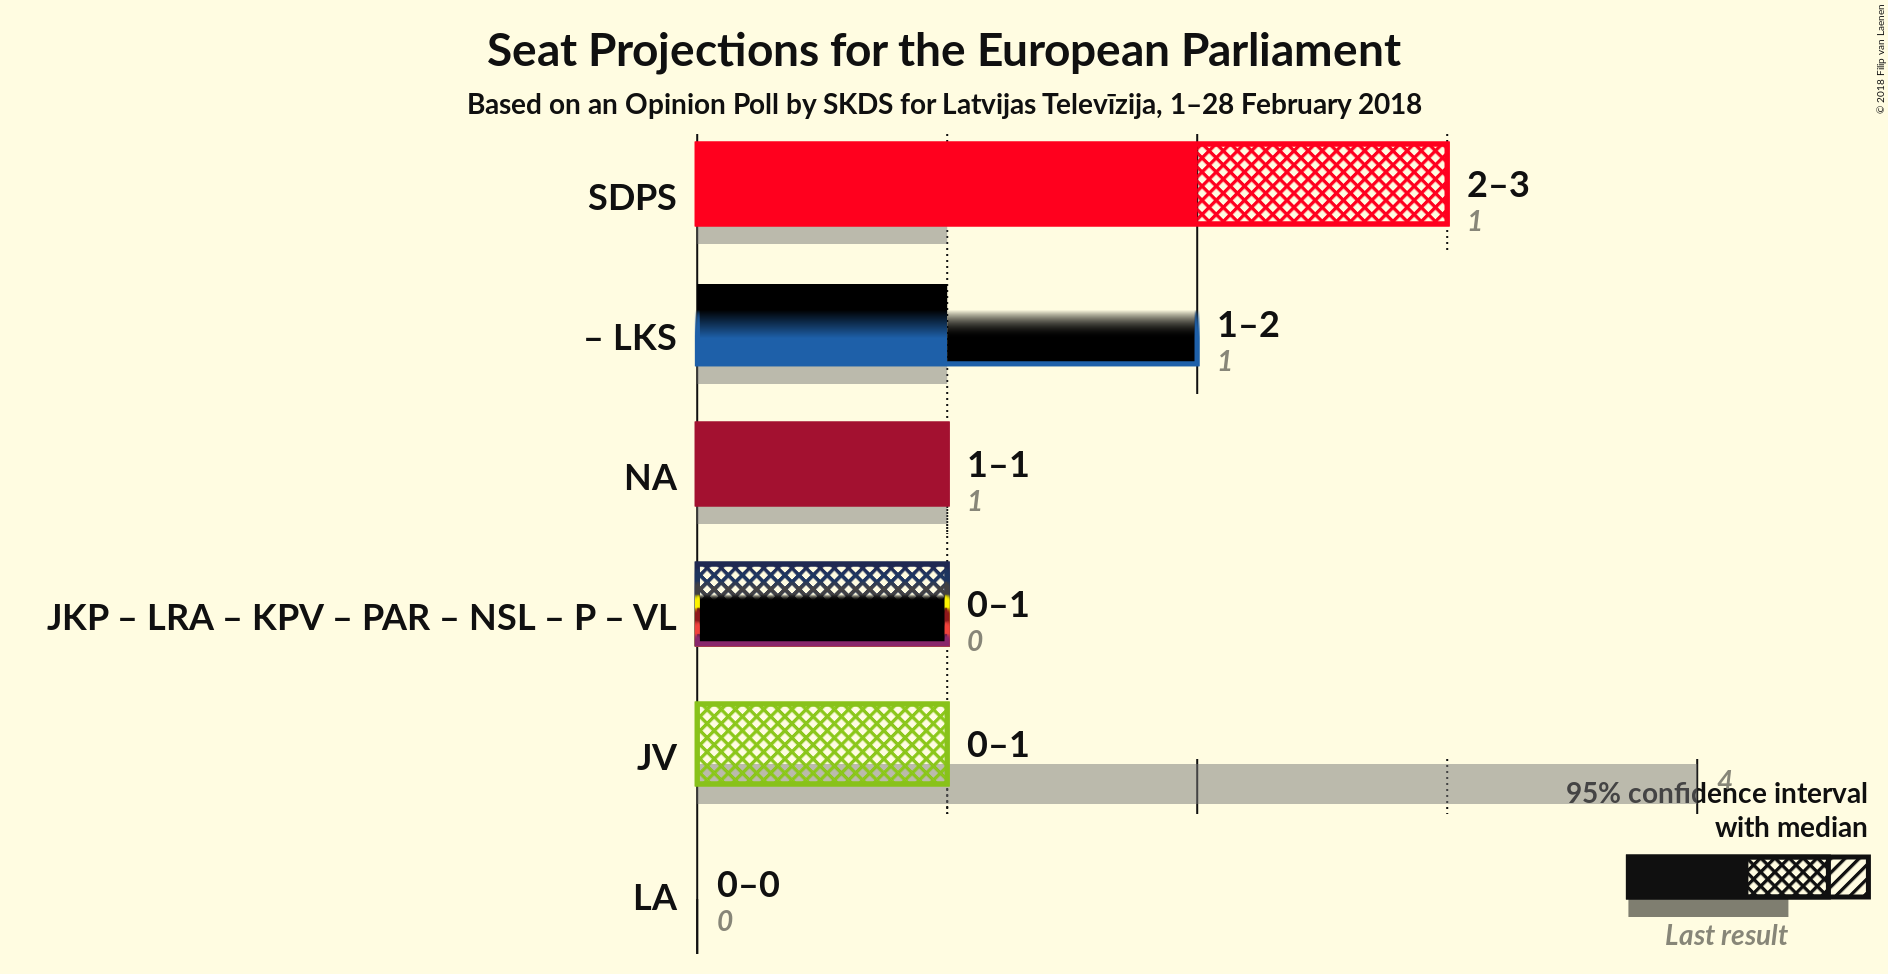 Seat Projections for the European Parliament
Based on an Opinion Poll by SKDS for Latvijas Televīzija, 1–28 February 2018
© 2018 Filip van Laenen
SDPS
2–3
1
– LKS
1–2
1
NA
1–1
1
JKP – LRA – KPV – PAR – NSL – P – VL
0–1
0
JV
0–1
4
95% confidence interval
with median
Last result
LA
0–0
0